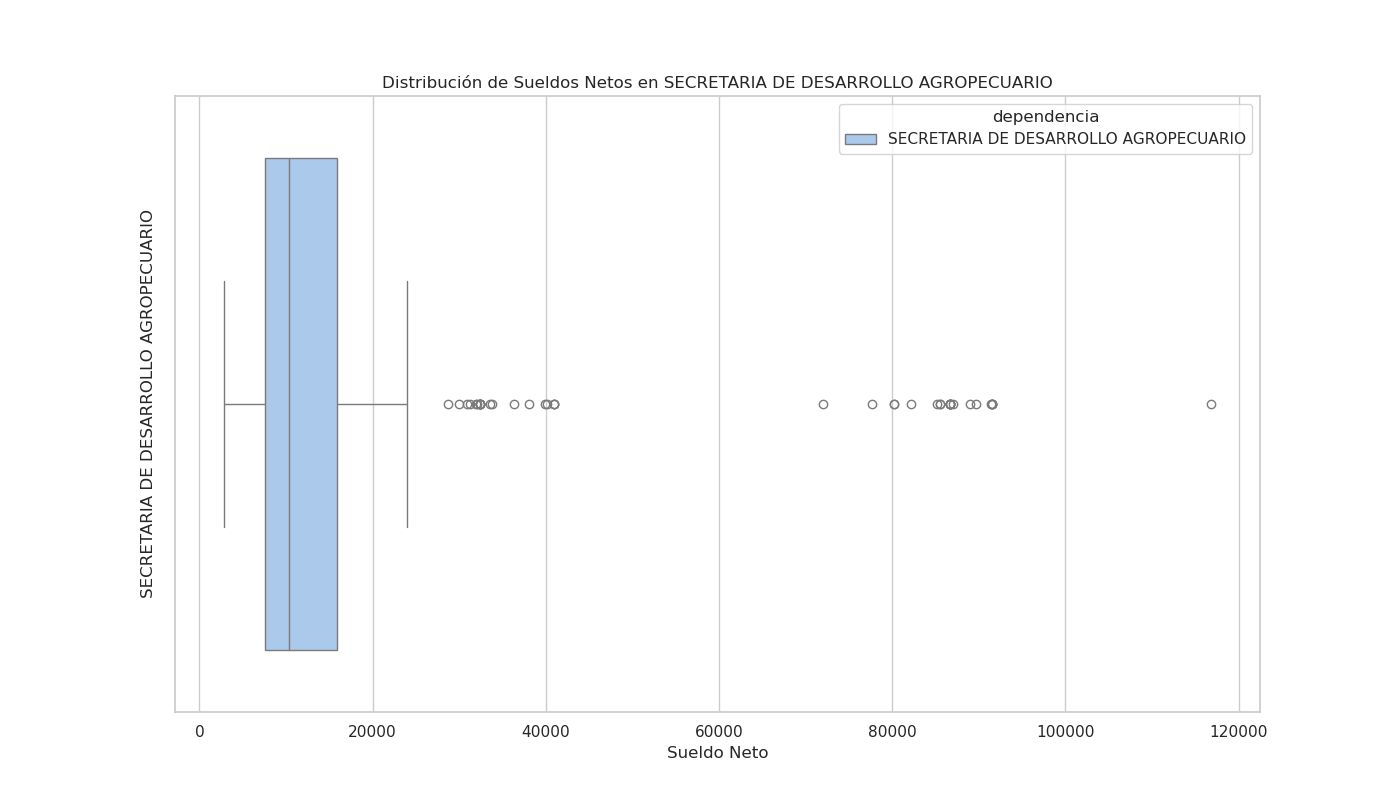 Distribución de Sueldos Netos en SECRETARIA DE DESARROLLO AGROPECUARIO
dependencia
SECRETARIA DE DESARROLLO AGROPECUARIO
SECRETARIA DE DESARROLLO AGROPECUARIO
0 20000 40000 60000 80000 100000 120000
Sueldo Neto